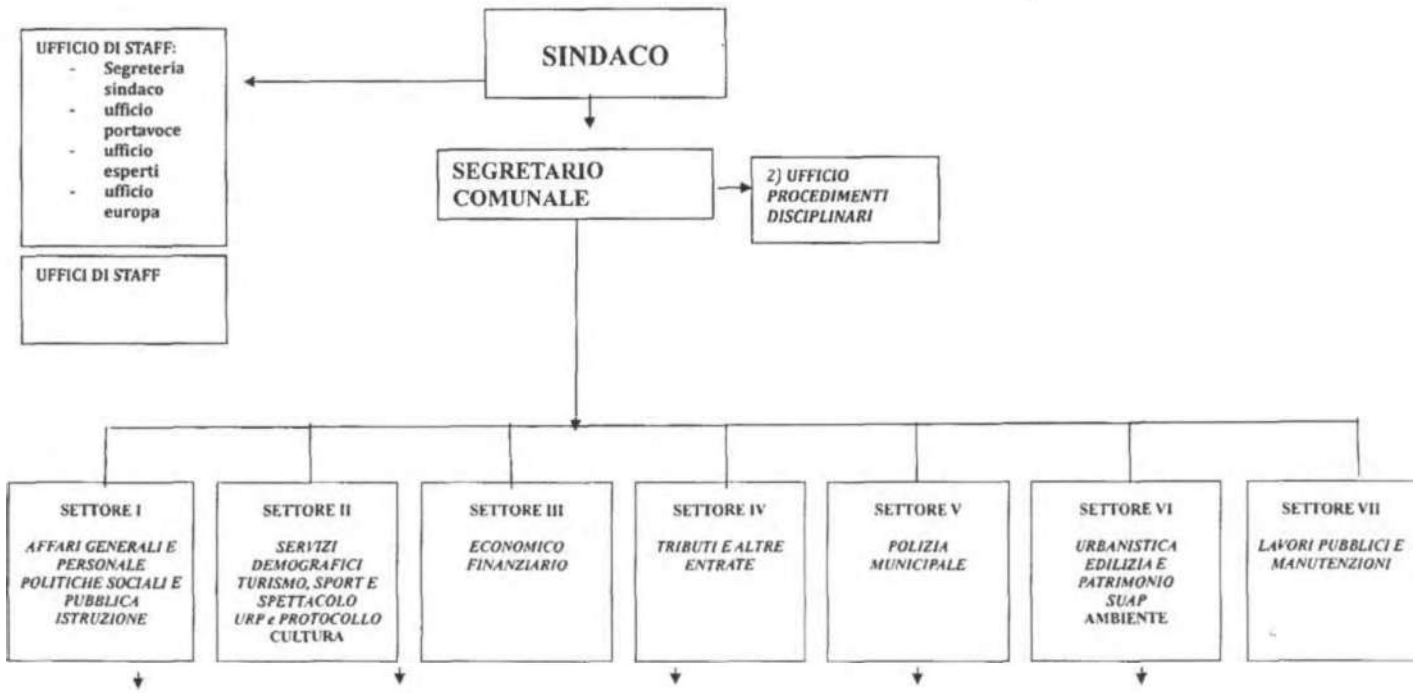 SINDACO
UFFICIO DI STAFF:
- Segreteria
sindaco
- ufficio
portavoce
- ufficio
esperti
- ufficio
europa
SEGRETARIO
COMUNALE
2) UFFICIO
PROCEDIMENTI
DISCIPLINARI
UFFICI DI STAFF
SETTORE I
AFFARI GENERALI E
PERSONALE
POLITICHE SOCIALI E
PUBBLICA
ISTRUZIONE
SETTORE II
SERVIZI
DEMOGRAFICI
TURISMO, SPORT E
SPETTACOLO
URP e PROTOCOLLO
CULTURA
SETTORE III
ECONOMICO
FINANZIARIO
SETTORE IV
TRIBUTI E ALTRE
ENTRATE
SETTORE V
POLIZIA
MUNICIPALE
SETTORE VI
URBANISTICA
EDILIZIA E
PATRIMONIO
SUAP
AMBIENTE
SETTORE VII
LAVORI PUBBLICI E
MANUTENZIONI